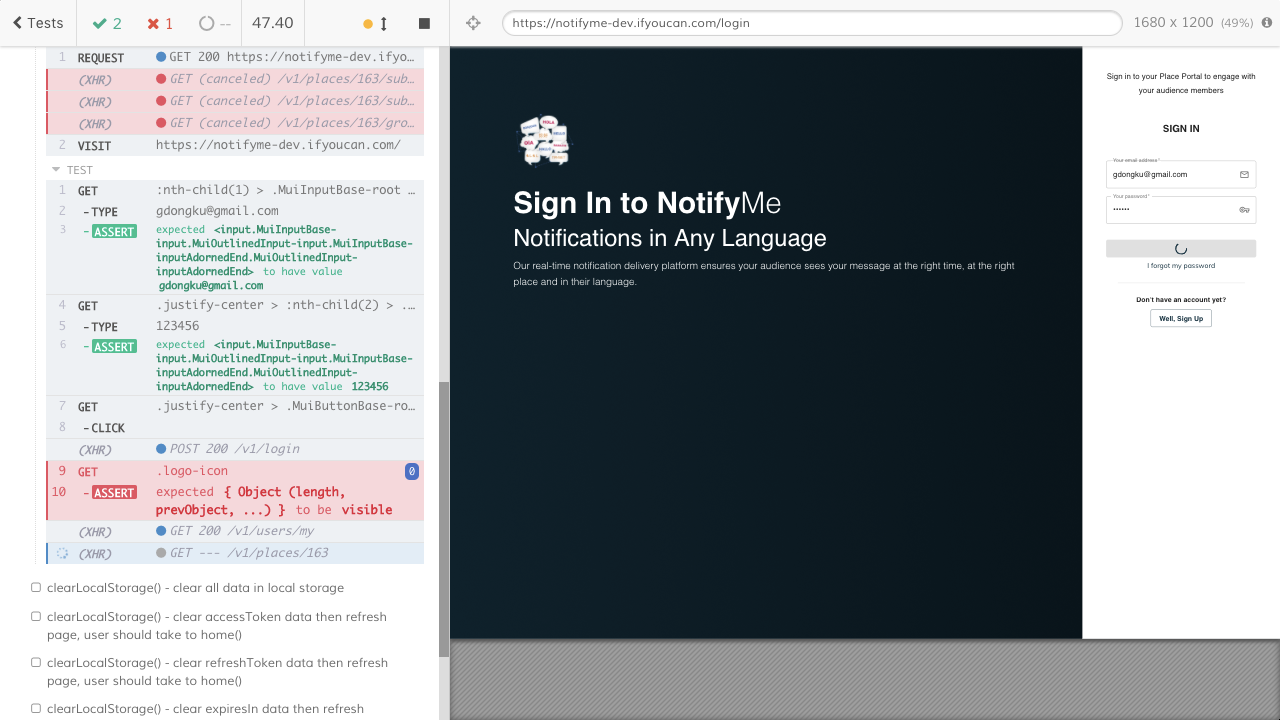 Tests
2
1
--
47.40
https://notifyme-dev.ifyoucan.com/login
1680 x 1200 (49%)
1 REQUEST GET 200 https://notifyme-dev.ifyo...
(XHR) GET (canceled) /v1/places/163/sub...
(XHR) GET (canceled) /v1/places/163/sub...
(XHR) GET (canceled) /v1/places/163/gro...
2 VISIT https://notifyme-dev.ifyoucan.com/
TEST
1 GET :nth-child(1) > .MuiInputBase-root ...
2 -TYPE gdongku@gmail.com
3 -ASSERT expected <input.MuiInputBase-
input.MuiOutlinedInput-input.MuiInputBase-
inputAdornedEnd.MuiOutlinedInput-
inputAdornedEnd> to have value
gdongku@gmail.com
4 GET .justify-center > :nth-child(2) > ...
5 -TYPE 123456
6 -ASSERT expected <input.MuiInputBase-
input.MuiOutlinedInput-input.MuiInputBase-
inputAdornedEnd.MuiOutlinedInput-
inputAdornedEnd> to have value 123456
7 GET .justify-center > .MuiButtonBase-ro...
8 -CLICK
(XHR) POST 200 /v1/login
9 GET .logo-icon 0
10 -ASSERT expected { Object (length,
prevObject, ...) } to be visible
(XHR) GET 200 /v1/users/my
(XHR) GET --- /v1/places/163
clearLocalStorage() - clear all data in local storage
clearLocalStorage() - clear accessToken data then refresh
page, user should take to home()
clearLocalStorage() - clear refreshToken data then refresh
page, user should take to home()
clearLocalStorage() - clear expiresIn data then refresh
Sign In to NotifyMe
Notifications in Any Language
Our real-time notification delivery platform ensures your audience sees your message at the right time, at the right
place and in their language.
Sign in to your Place Portal to engage with
your audience members
SIGN IN
Your email address *
gdongku@gmail.com
Your password *
••••••
I forgot my password
Don't have an account yet?
Well, Sign Up